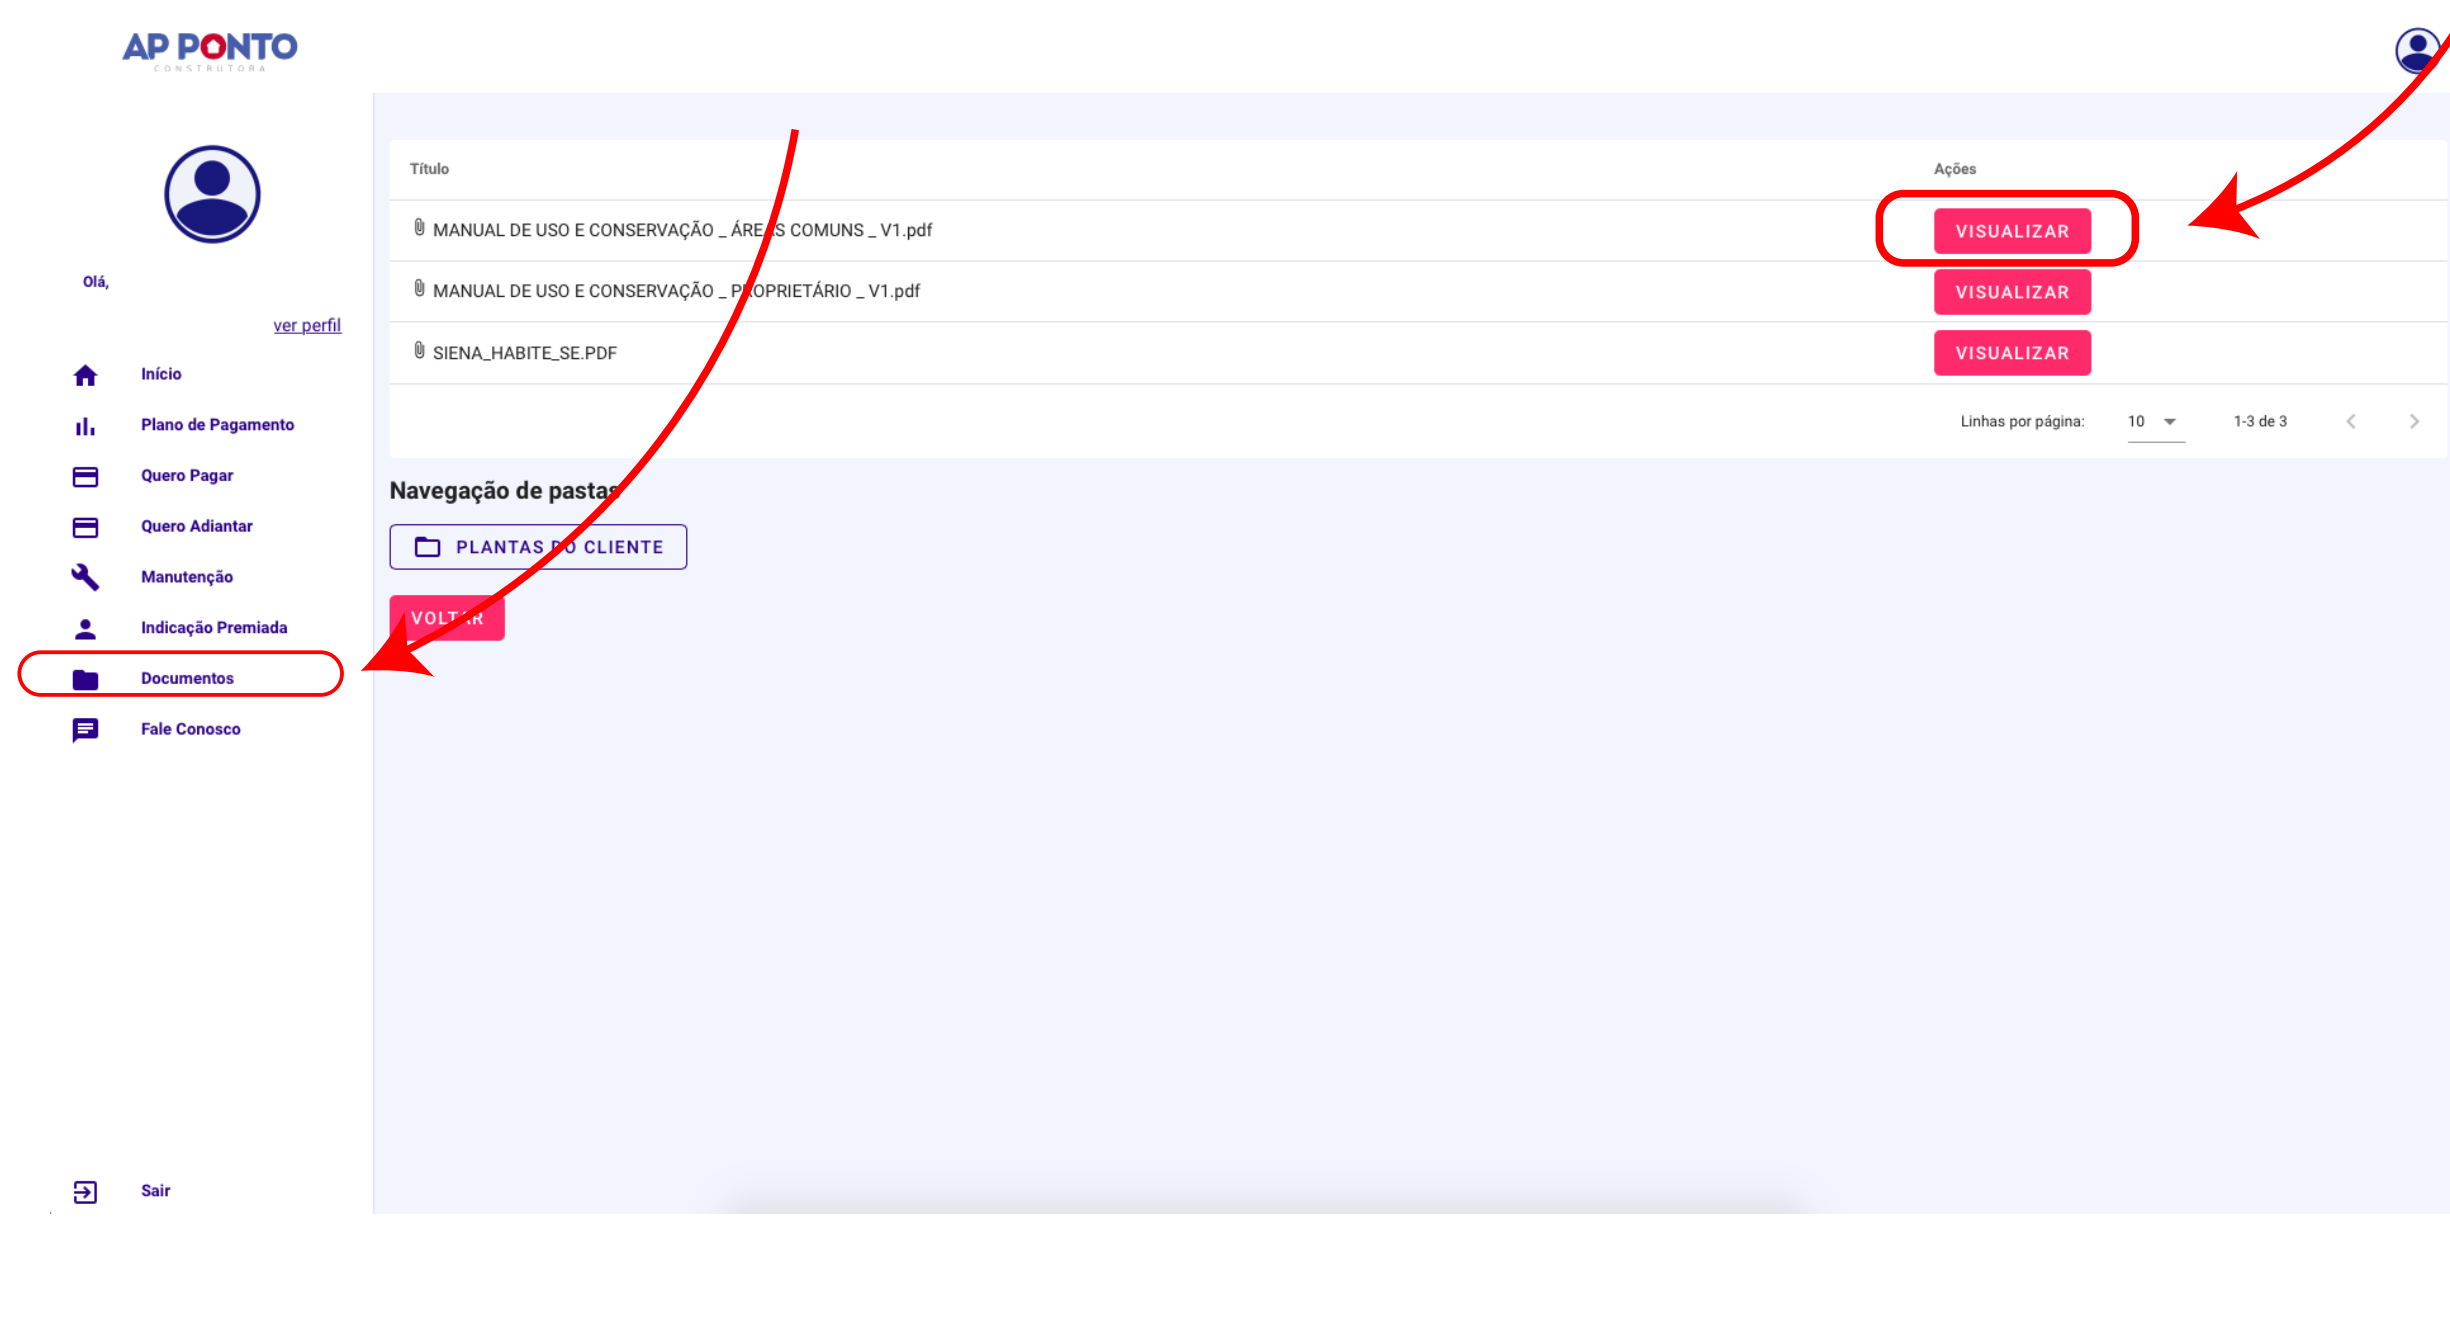 AP PONTO
CONSTRUTORA
Olá,
ver perfil
Início
Plano de Pagamento
Quero Pagar
Quero Adiantar
Manutenção
Indicação Premiada
Documentos
Fale Conosco
Sair
Título Ações
MANUAL DE USO E CONSERVAÇÃO _ ÁREAS COMUNS _ V1.pdf VISUALIZAR
MANUAL DE USO E CONSERVAÇÃO _ PROPRIETÁRIO _ V1.pdf VISUALIZAR
SIENA_HABITE_SE.PDF VISUALIZAR
Linhas por página: 10 1-3 de 3
Navegação de pastas
PLANTAS DO CLIENTE
VOLTAR